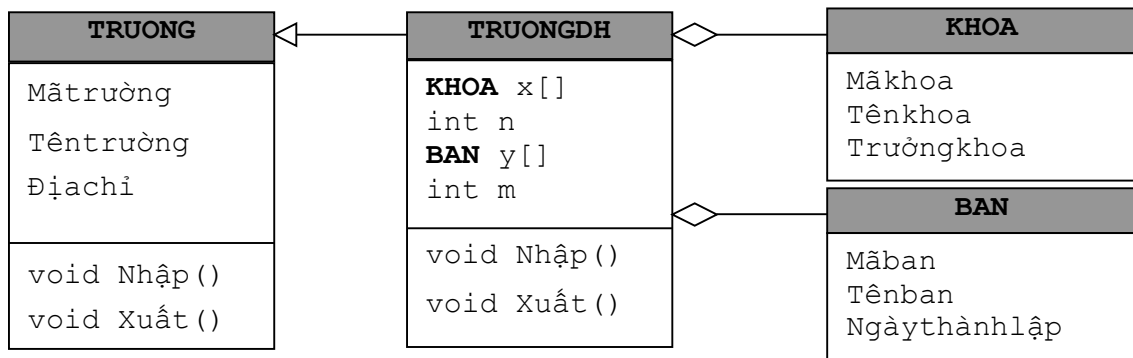 TRUONG
Mãtrường
Têntrường
Địachỉ
void Nhập()
void Xuất()
TRUONGDH
KHOA x[]
int n
BAN y[]
int m
void Nhập()
void Xuất()
KHOA
Mãkhoa
Tênkhoa
Trưởngkhoa
BAN
Mãban
Tênban
Ngàythànhlập